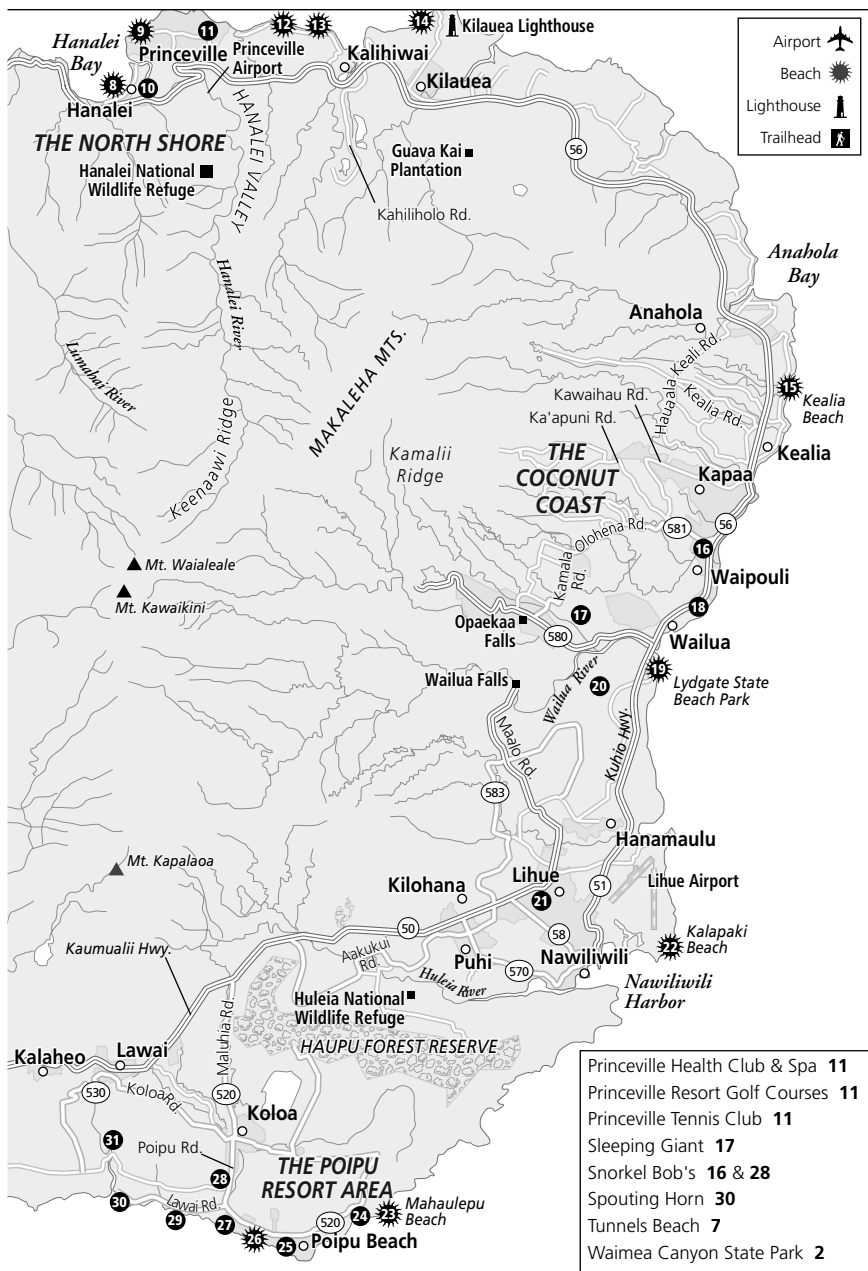 Hanalei
Bay
9
11
Princeville
Princeville
Airport
12
13
Kalihiwai
14
Kilauea Lighthouse
Kilauea
Airport
Beach
Lighthouse
Trailhead
8
10
Hanalei
THE NORTH SHORE
Hanalei National
Wildlife Refuge
HANALEI VALLEY
Guava Kai
Plantation
Kahiliholo Rd.
56
Anahola
Bay
Anahola
Hanalei River
Lumahai River
MAKALEHA MTS.
Keenaawi Ridge
Kamalii
Ridge
Hauaala Keali Rd.
Kealia Rd.
Kawaihau Rd.
Ka'apuni Rd.
15
Kealia
Beach
Kealia
THE
COCONUT
COAST
Kapaa
Olohena Rd.
581
56
16
Waipouli
Kamala
Rd.
Mt. Waialeale
Mt. Kawaikini
17
18
Opaekaa
Falls
580
Wailua
Wailua Falls
Wailua River
20
19
Lydgate State
Beach Park
Maalo Rd.
Kuhio Hwy.
583
Hanamaulu
Mt. Kapalaoa
Kilohana
Lihue
21
51
Lihue Airport
50
58
22
Kalapaki
Beach
Kaumualii Hwy.
Aakukui
Rd.
Puhi
570
Nawiliwili
Huleia River
Nawiliwili
Harbor
Huleia National
Wildlife Refuge
HAUPU FOREST RESERVE
Maluhia Rd.
Kalaheo
Lawai
530
Koloa Rd.
520
Koloa
31
Poipu Rd.
THE POIPU
RESORT AREA
28
30
Lawai Rd.
29
27
26
25
Poipu Beach
520
24
23
Mahaulepu
Beach
Princeville Health Club & Spa 11
Princeville Resort Golf Courses 11
Princeville Tennis Club 11
Sleeping Giant 17
Snorkel Bob's 16 & 28
Spouting Horn 30
Tunnels Beach 7
Waimea Canyon State Park 2